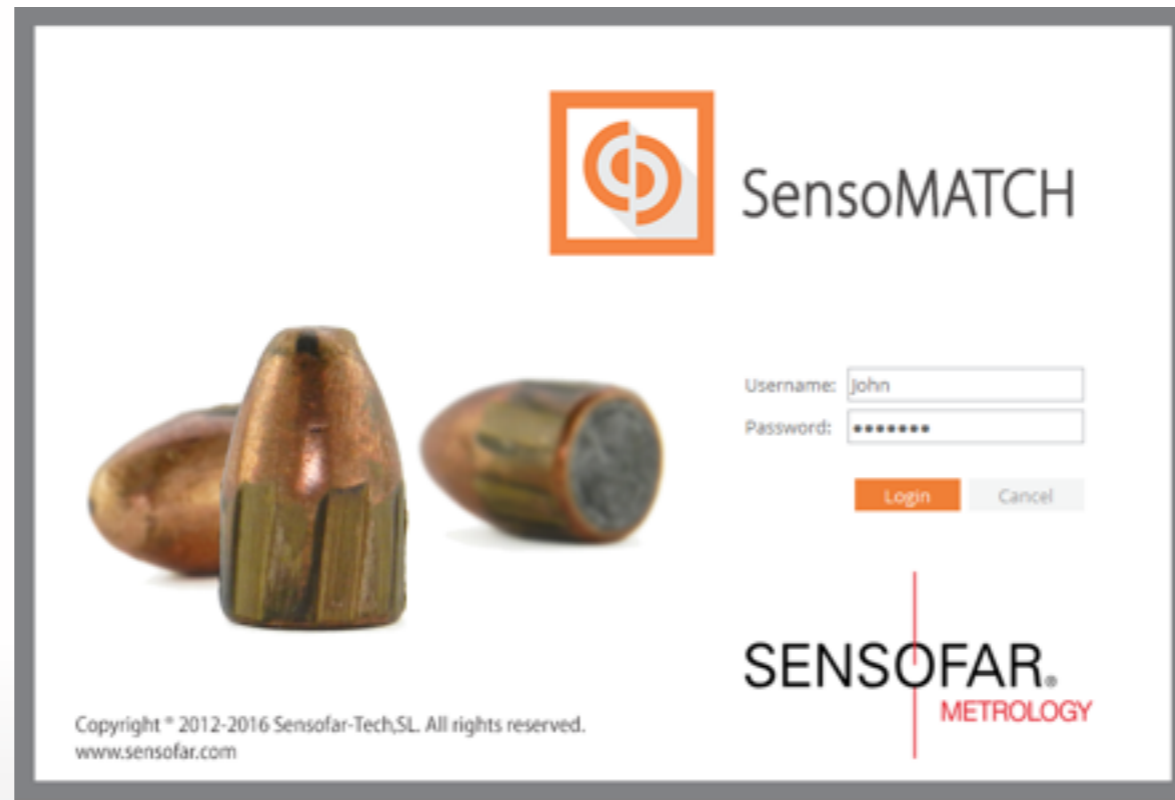 SensoMATCH
Username: John
Password: •••••••
Login Cancel
SENSOFAR®
METROLOGY
Copyright ® 2012-2016 Sensofar-Tech,SL. All rights reserved.
www.sensofar.com